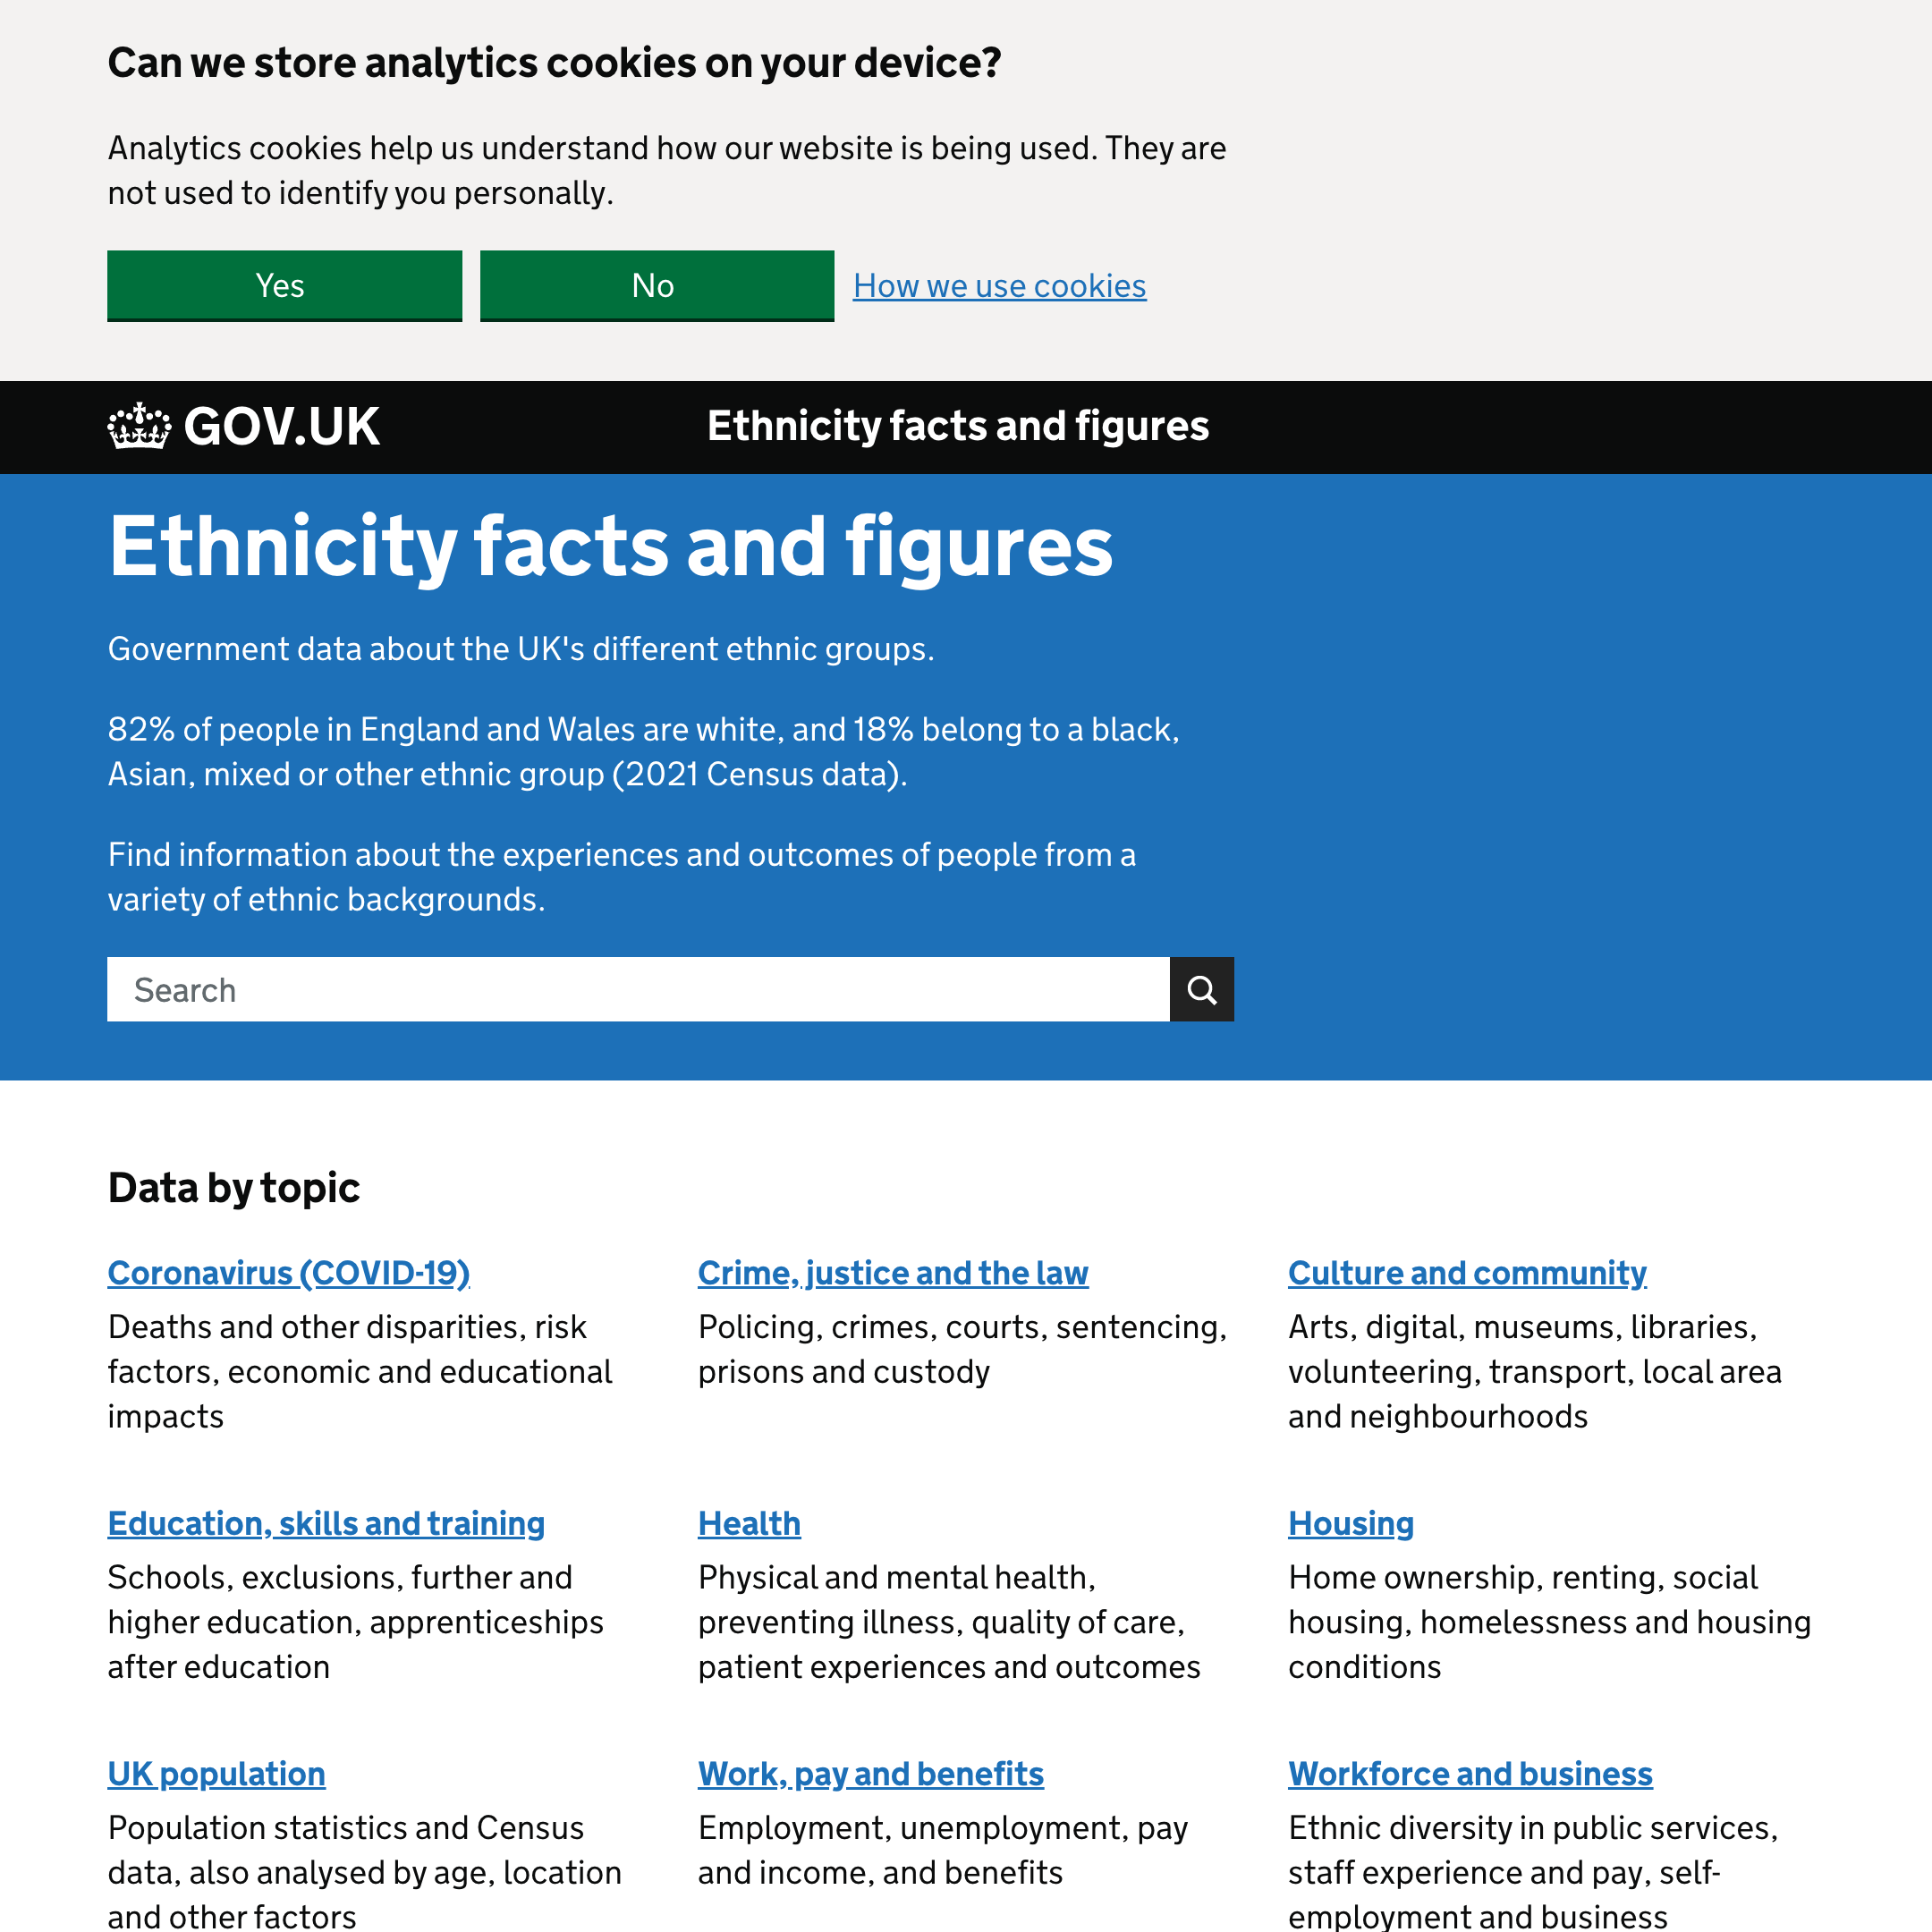 Can we store analytics cookies on your device?
Analytics cookies help us understand how our website is being used. They are
not used to identify you personally.
Yes
No
How we use cookies
GOV.UK
Ethnicity facts and figures
Ethnicity facts and figures
Government data about the UK's different ethnic groups.
82% of people in England and Wales are white, and 18% belong to a black,
Asian, mixed or other ethnic group (2021 Census data).
Find information about the experiences and outcomes of people from a
variety of ethnic backgrounds.
Search
Data by topic
Coronavirus (COVID-19)
Deaths and other disparities, risk
factors, economic and educational
impacts
Crime, justice and the law
Policing, crimes, courts, sentencing,
prisons and custody
Culture and community
Arts, digital, museums, libraries,
volunteering, transport, local area
and neighbourhoods
Education, skills and training
Schools, exclusions, further and
higher education, apprenticeships
after education
Health
Physical and mental health,
preventing illness, quality of care,
patient experiences and outcomes
Housing
Home ownership, renting, social
housing, homelessness and housing
conditions
UK population
Population statistics and Census
data, also analysed by age, location
and other factors
Work, pay and benefits
Employment, unemployment, pay
and income, and benefits
Workforce and business
Ethnic diversity in public services,
staff experience and pay, self-
employment and business